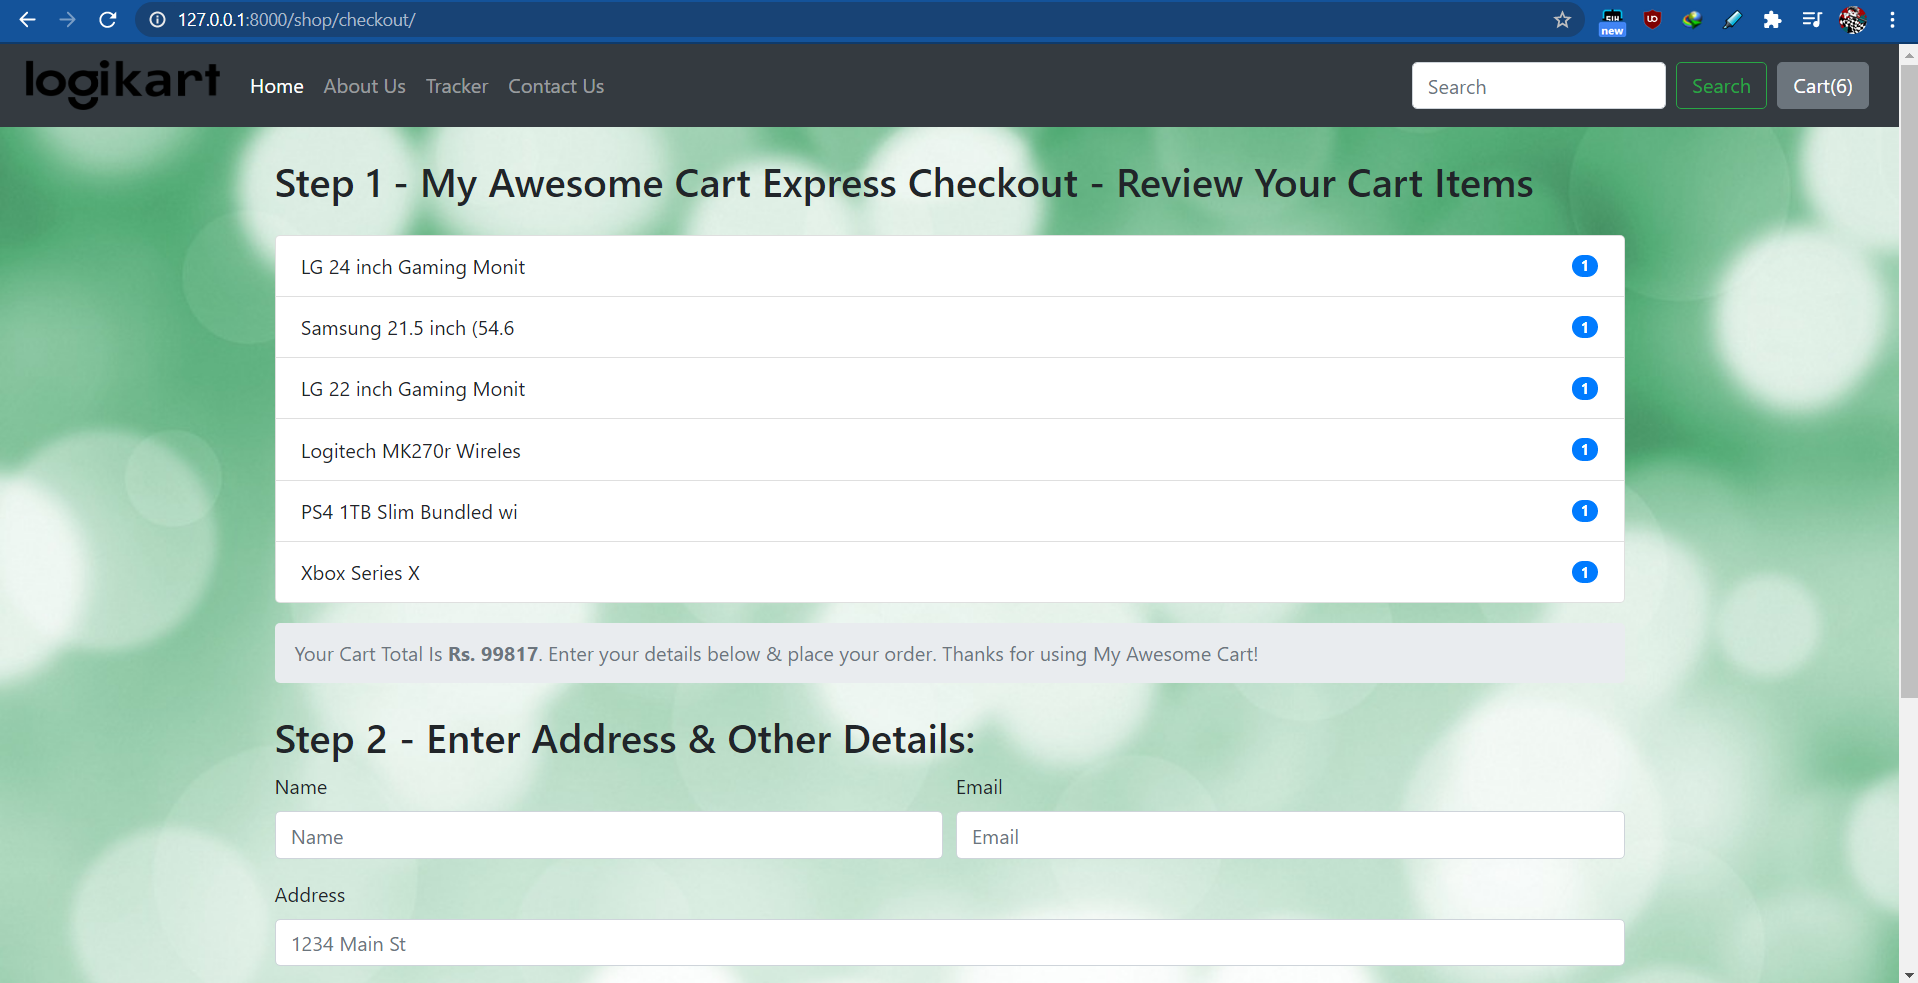 127.0.0.1:8000/shop/checkout/
new
logikart Home About Us Tracker Contact Us Search Search Cart(6)
Step 1 - My Awesome Cart Express Checkout - Review Your Cart Items
LG 24 inch Gaming Monit 1
Samsung 21.5 inch (54.6 1
LG 22 inch Gaming Monit 1
Logitech MK270r Wireles 1
PS4 1TB Slim Bundled wi 1
Xbox Series X 1
Your Cart Total Is Rs. 99817. Enter your details below & place your order. Thanks for using My Awesome Cart!
Step 2 - Enter Address & Other Details:
Name Email
Name Email
Address
1234 Main St